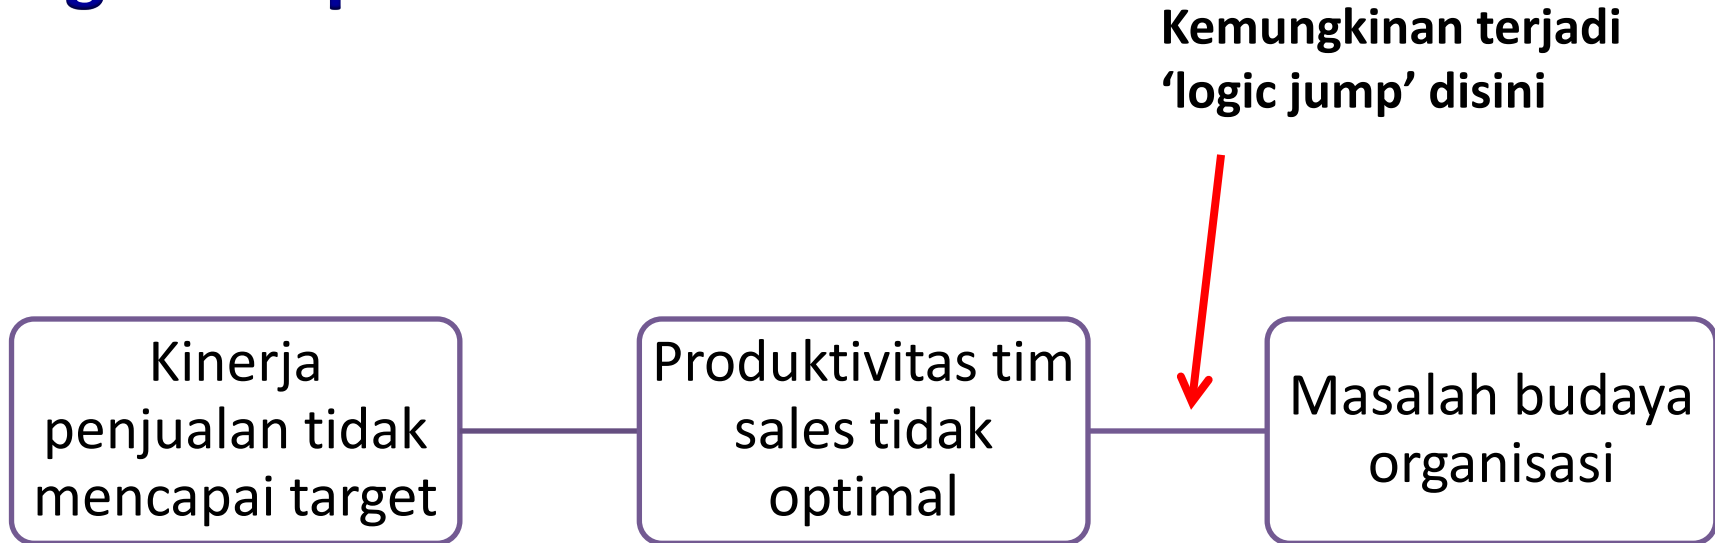 Kemungkinan terjadi
‘logic jump’ disini
Kinerja
penjualan tidak
mencapai target
Produktivitas tim
sales tidak
optimal
Masalah budaya
organisasi